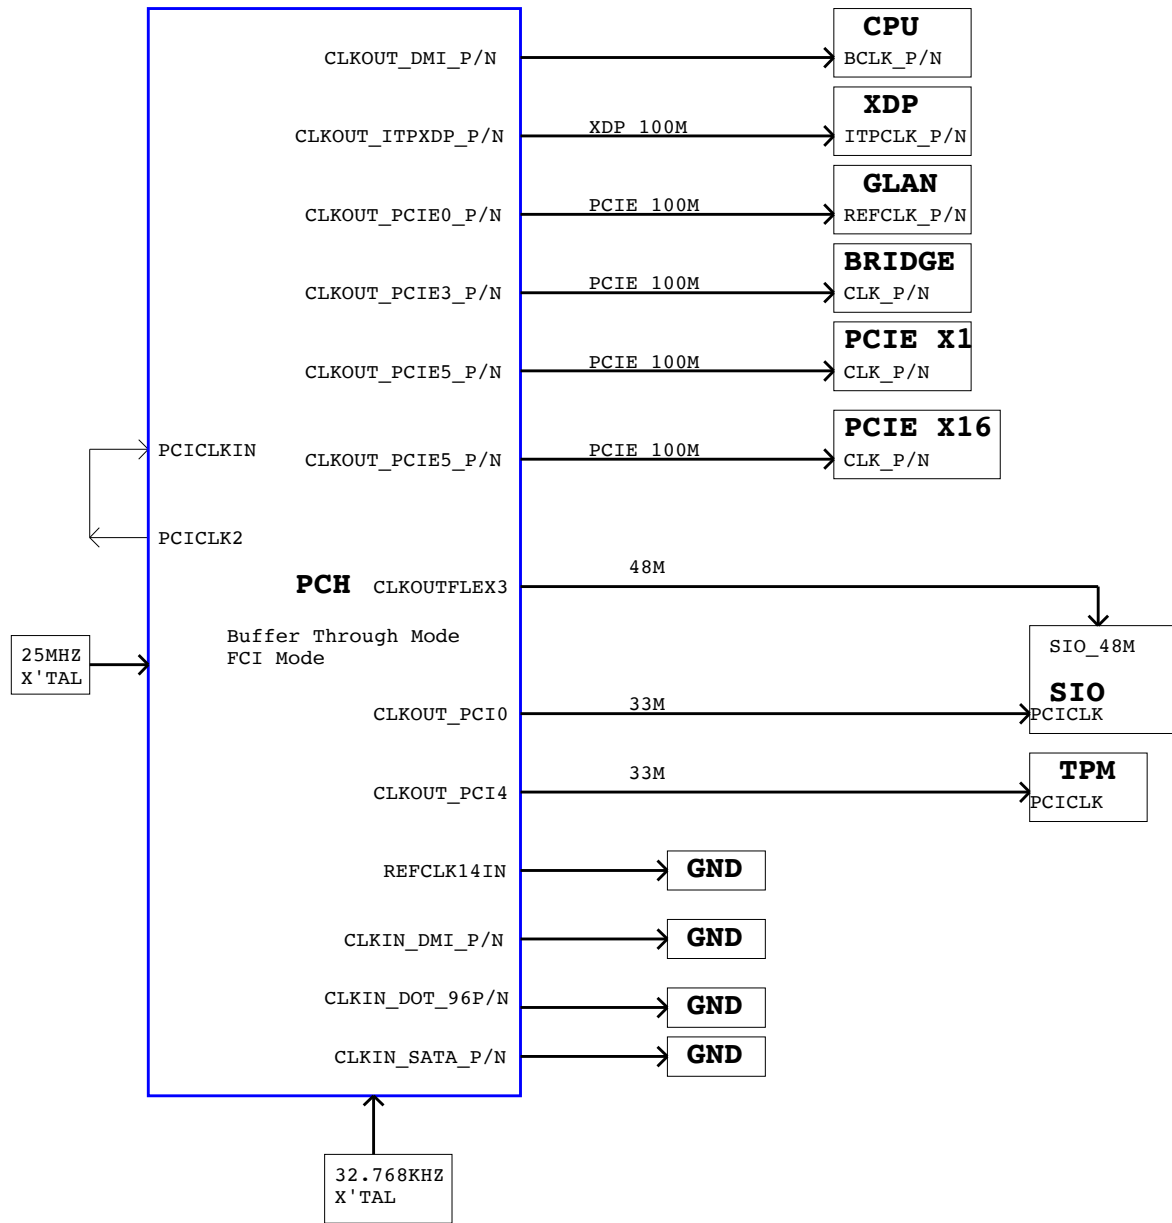 CPU
CLKOUT_DMI_P/N BCLK_P/N
XDP
CLKOUT_ITPXDP_P/N XDP 100M ITPCLK_P/N
GLAN
CLKOUT_PCIE0_P/N PCIE 100M REFCLK_P/N
BRIDGE
CLKOUT_PCIE3_P/N PCIE 100M CLK_P/N
PCIE X1
CLKOUT_PCIE5_P/N PCIE 100M CLK_P/N
PCIE X16
PCICLKIN CLKOUT_PCIE5_P/N PCIE 100M CLK_P/N
PCICLK2
48M
PCH CLKOUTFLEX3
Buffer Through Mode
FCI Mode
25MHZ
X'TAL
SIO_48M
SIO
CLKOUT_PCI0 33M PCICLK
TPM
CLKOUT_PCI4 33M PCICLK
REFCLK14IN GND
CLKIN_DMI_P/N GND
CLKIN_DOT_96P/N GND
CLKIN_SATA_P/N GND
32.768KHZ
X'TAL